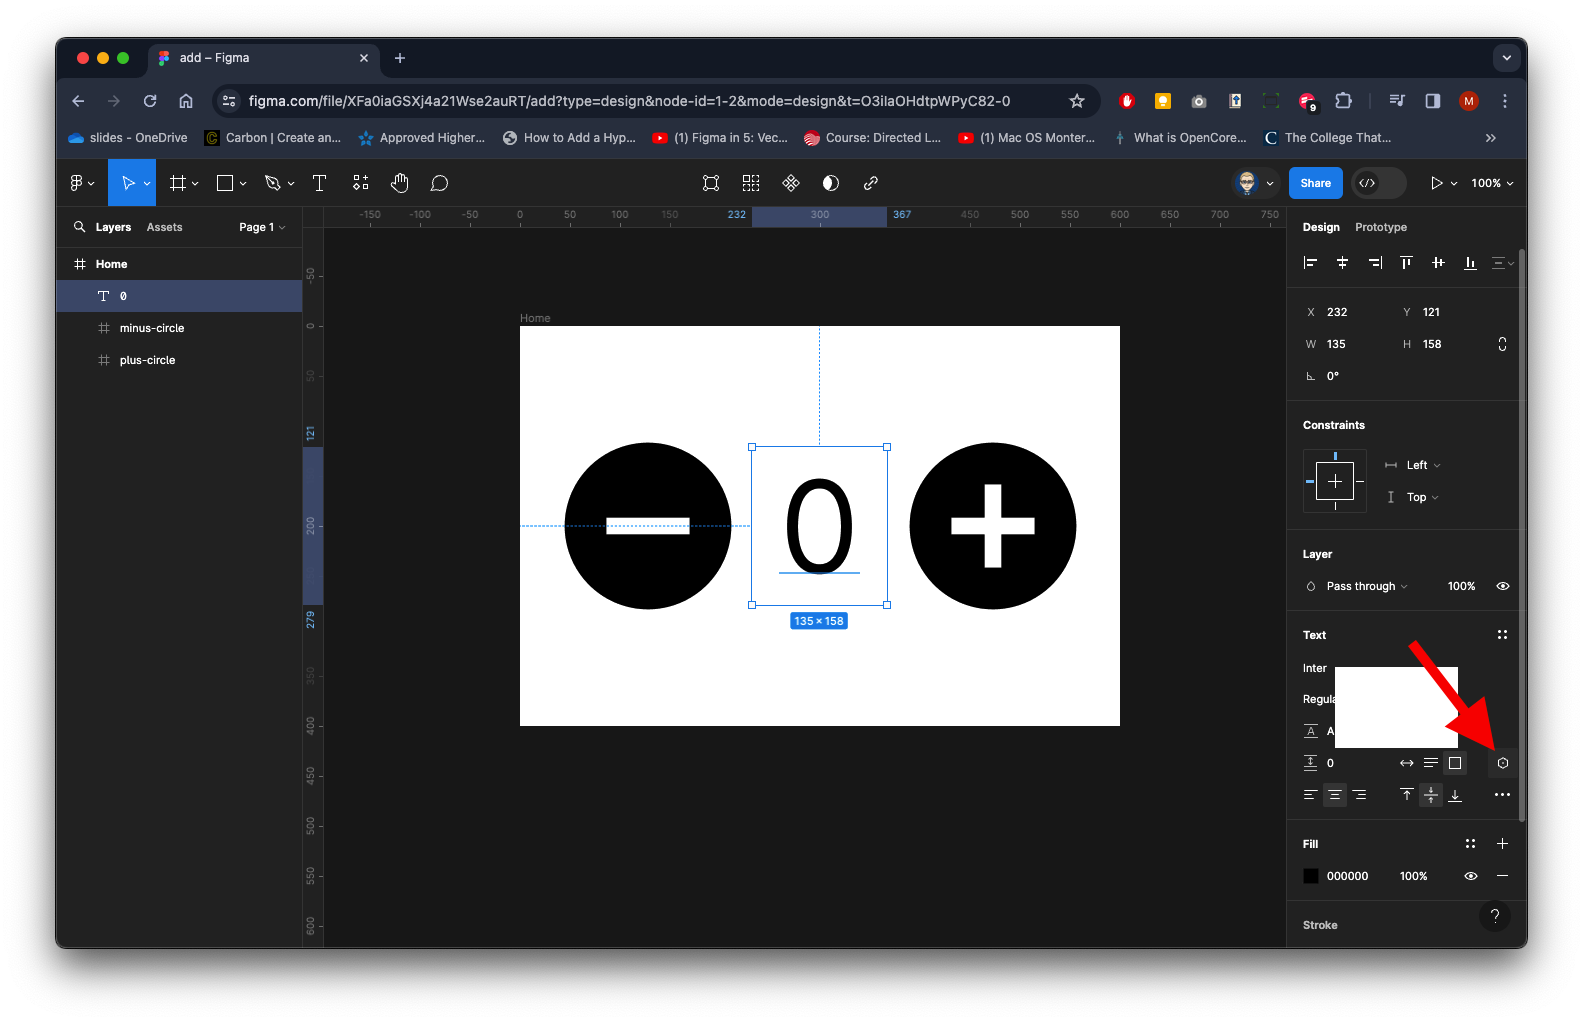 add – Figma
figma.com/file/XFa0iaGSXj4a21Wse2auRT/add?type=design&node-id=1-2&mode=design&t=O3ilaOHdtpWPyC82-0
9
M
slides - OneDrive
Carbon | Create an...
Approved Higher...
How to Add a Hyp...
(1) Figma in 5: Vec...
Course: Directed L...
(1) Mac OS Monter...
What is OpenCore...
The College That...
Share
100%
Layers
Assets
Page 1
Home
0
minus-circle
plus-circle
-150 -100 -50 0 50 100 150 232 300 367 450 500 550 600 650 700 750
-50
0
50
121
200
279
350
400
450
500
550
600
Home
0
135 × 158
Design
Prototype
X 232
Y 121
W 135
H 158
0°
Constraints
Left
Top
Layer
Pass through
100%
Text
Inter
Regula
A A
0
Fill
000000
100%
Stroke
?